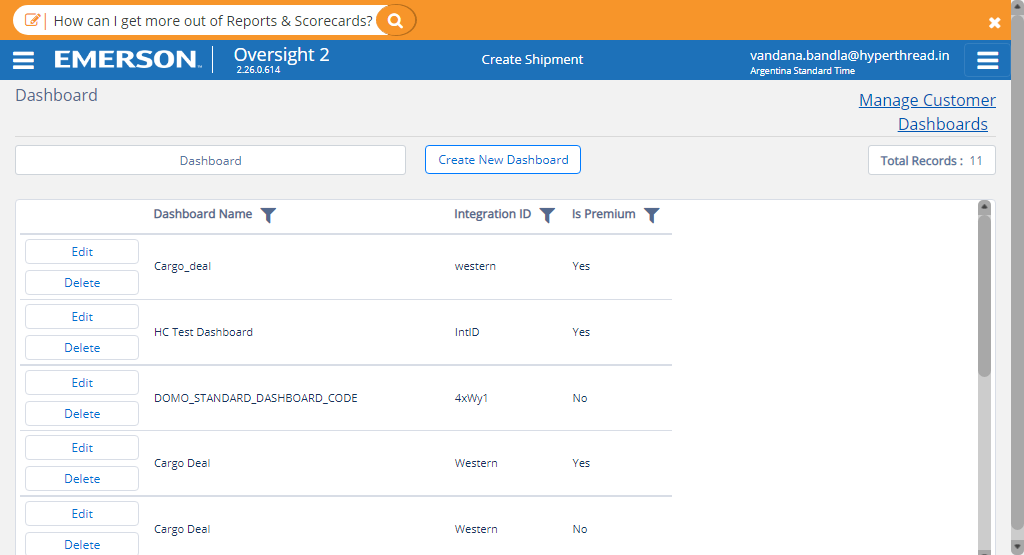 How can I get more out of Reports & Scorecards?
EMERSON
Oversight 2
2.26.0.614
Create Shipment
vandana.bandla@hyperthread.in
Argentina Standard Time
Dashboard
Manage Customer
Dashboards
Dashboard
Create New Dashboard
Total Records : 11
Dashboard Name
Integration ID
Is Premium
Edit
Delete
Cargo_deal
western
Yes
Edit
Delete
HC Test Dashboard
IntID
Yes
Edit
Delete
DOMO_STANDARD_DASHBOARD_CODE
4xWy1
No
Edit
Delete
Cargo Deal
Western
Yes
Edit
Delete
Cargo Deal
Western
No